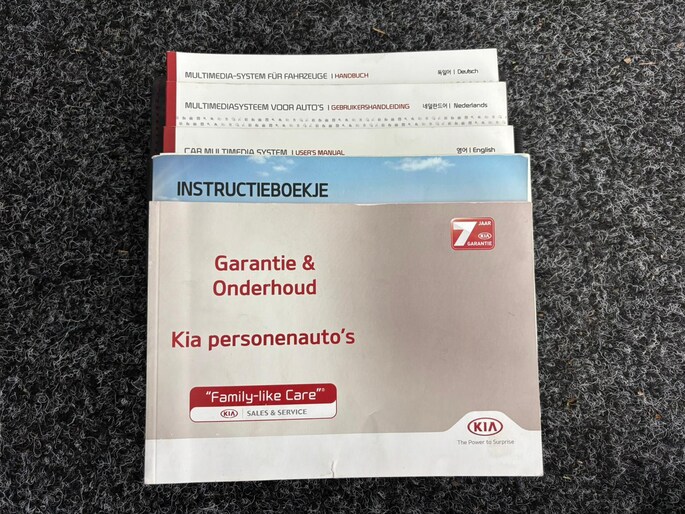 MULTIMEDIA-SYSTEM FÜR FAHRZEUGE | HANDBUCH 독일어 | Deutsch
MULTIMEDIASYSTEEM VOOR AUTO'S | GEBRUIKERSHANDLEIDING 네덜란드어 | Nederlands
CAR MULTIMEDIA SYSTEM | USER'S MANUAL 영어 | English
INSTRUCTIEBOEKJE
7 JAAR
KIA
GARANTIE
Garantie &
Onderhoud
Kia personenauto's
"Family-like Care"®
KIA | SALES & SERVICE
KIA
The Power to Surprise